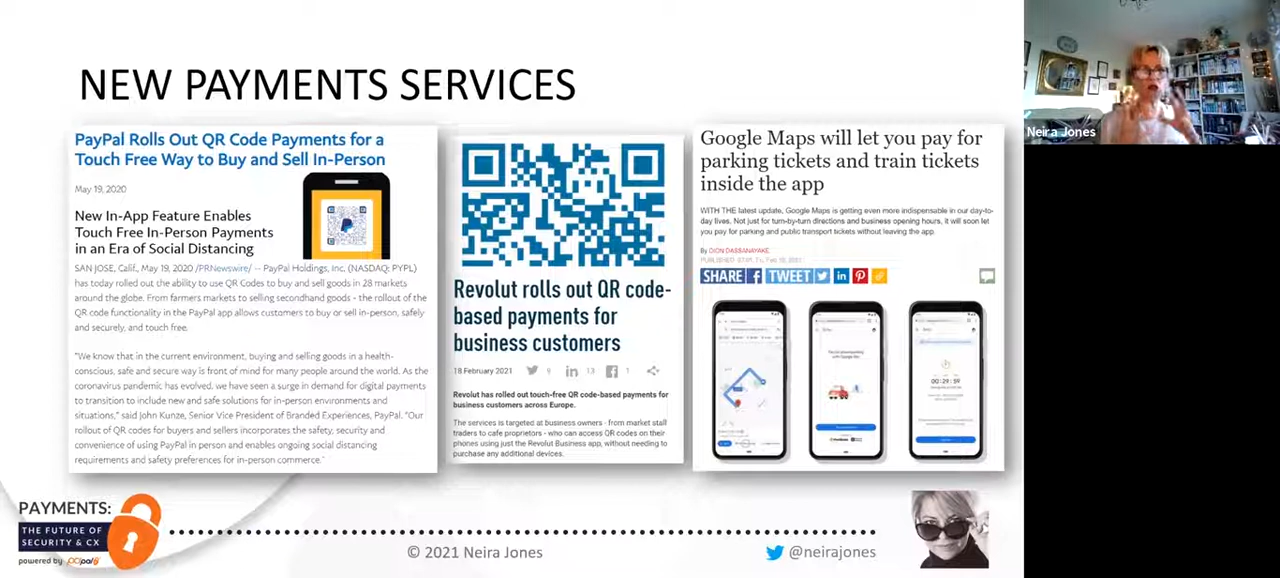 NEW PAYMENTS SERVICES
PayPal Rolls Out QR Code Payments for a
Touch Free Way to Buy and Sell In-Person
May 19, 2020
New In-App Feature Enables
Touch Free In-Person Payments
in an Era of Social Distancing
SAN JOSE, Calif., May 19, 2020 /PRNewswire/ -- PayPal Holdings, Inc. (NASDAQ: PYPL)
has today rolled out the ability to use QR Codes to buy and sell goods in 28 markets
around the globe. From farmers markets to selling secondhand goods - the rollout of the
QR code functionality in the PayPal app allows customers to buy or sell in-person, safely
and securely, and touch free.
"We know that in the current environment, buying and selling goods in a health-
conscious, safe and secure way is front of mind for many people around the world. As the
coronavirus pandemic has evolved, we have seen a surge in demand for digital payments
to transition to include new and safe solutions for in-person environments and
situations," said John Kunze, Senior Vice President of Branded Experiences, PayPal. "Our
rollout of QR codes for buyers and sellers incorporates the safety, security and
convenience of using PayPal in person and enables ongoing social distancing
requirements and safety preferences for in-person commerce."
Revolut rolls out QR code-
based payments for
business customers
18 February 2021 9 13 1
Revolut has rolled out touch-free QR code-based payments for
business customers across Europe.
The services is targeted at business owners - from market stall
traders to cafe proprietors - who can access QR codes on their
phones using just the Revolut Business app, without needing to
purchase any additional devices.
Google Maps will let you pay for
parking tickets and train tickets
inside the app
WITH THE latest update, Google Maps is getting even more indispensable in our day-to-
day lives. Not just for turn-by-turn directions and business opening hours, it will soon let
you pay for parking and public transport tickets without leaving the app.
By DION DASSANAYAKE
SHARE TWEET
00:29:59
Neira Jones
PAYMENTS:
THE FUTURE OF
SECURITY & CX
powered by pcipal
© 2021 Neira Jones
@neirajones